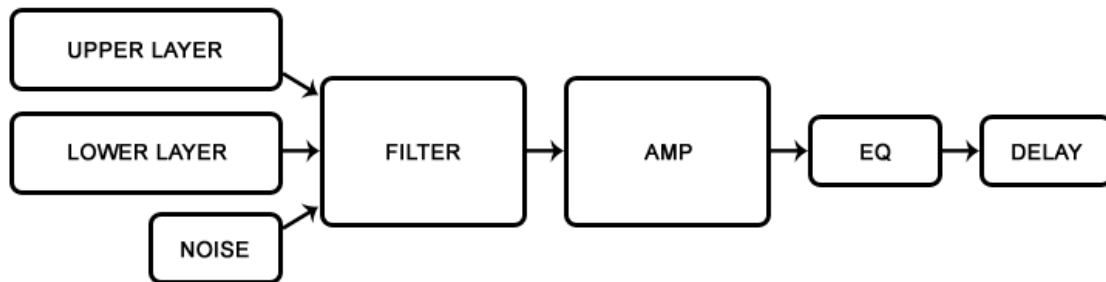 UPPER LAYER
LOWER LAYER
NOISE
FILTER
AMP
EQ
DELAY